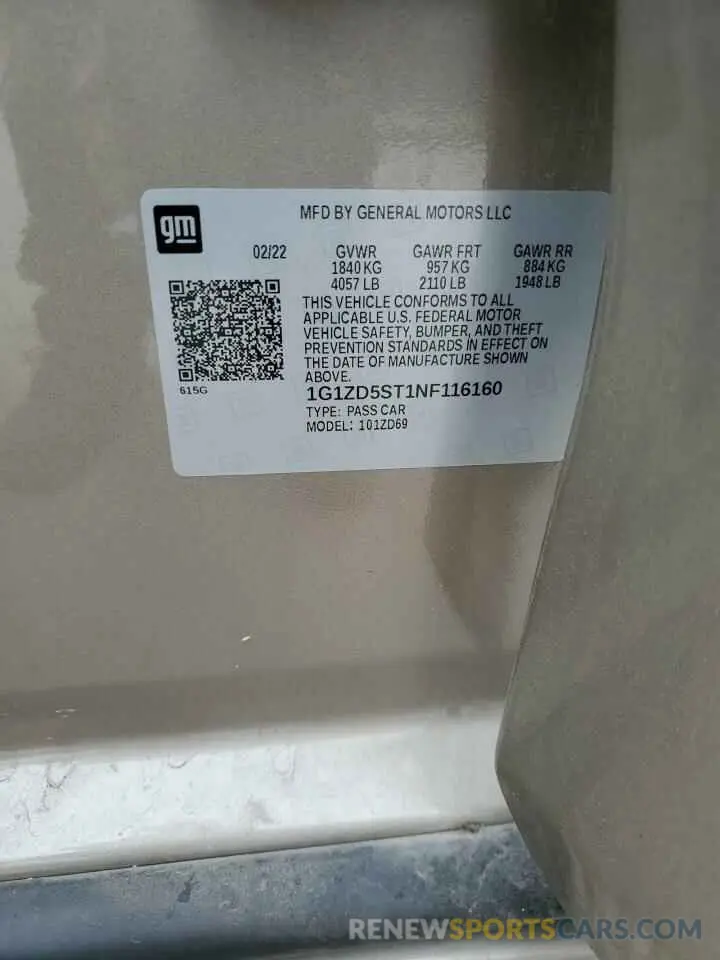 gm
MFD BY GENERAL MOTORS LLC
02/22 GVWR GAWR FRT GAWR RR
1840 KG 957 KG 884 KG
4057 LB 2110 LB 1948 LB
THIS VEHICLE CONFORMS TO ALL
APPLICABLE U.S. FEDERAL MOTOR
VEHICLE SAFETY, BUMPER, AND THEFT
PREVENTION STANDARDS IN EFFECT ON
THE DATE OF MANUFACTURE SHOWN
ABOVE.
615G
1G1ZD5ST1NF116160
TYPE: PASS CAR
MODEL: 101ZD69
RENEWSPORTSCARS.COM